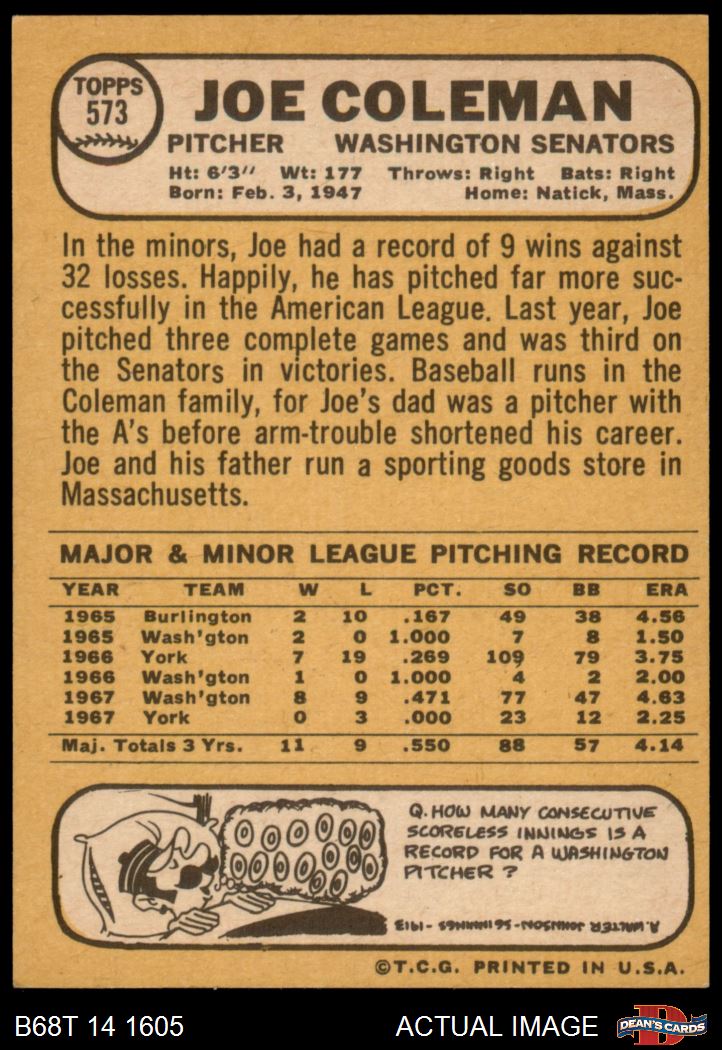 TOPPS
573
JOE COLEMAN
PITCHER WASHINGTON SENATORS
Ht: 6'3" Wt: 177 Throws: Right Bats: Right
Born: Feb. 3, 1947 Home: Natick, Mass.
In the minors, Joe had a record of 9 wins against
32 losses. Happily, he has pitched far more suc-
cessfully in the American League. Last year, Joe
pitched three complete games and was third on
the Senators in victories. Baseball runs in the
Coleman family, for Joe's dad was a pitcher with
the A's before arm-trouble shortened his career.
Joe and his father run a sporting goods store in
Massachusetts.
MAJOR & MINOR LEAGUE PITCHING RECORD
YEAR TEAM W L PCT. SO BB ERA
1965 Burlington 2 10 .167 49 38 4.56
1965 Wash'gton 2 0 1.000 7 8 1.50
1966 York 7 19 .269 109 79 3.75
1966 Wash'gton 1 0 1.000 4 2 2.00
1967 Wash'gton 8 9 .471 77 47 4.63
1967 York 0 3 .000 23 12 2.25
Maj. Totals 3 Yrs. 11 9 .550 88 57 4.14
Q. HOW MANY CONSECUTIVE
SCORELESS INNINGS IS A
RECORD FOR A WASHINGTON
PITCHER ?
A. WALTER JOHNSON - 56 INNINGS - 1913
©T.C.G. PRINTED IN U.S.A.
B68T 14 1605 ACTUAL IMAGE DEAN'S CARDS